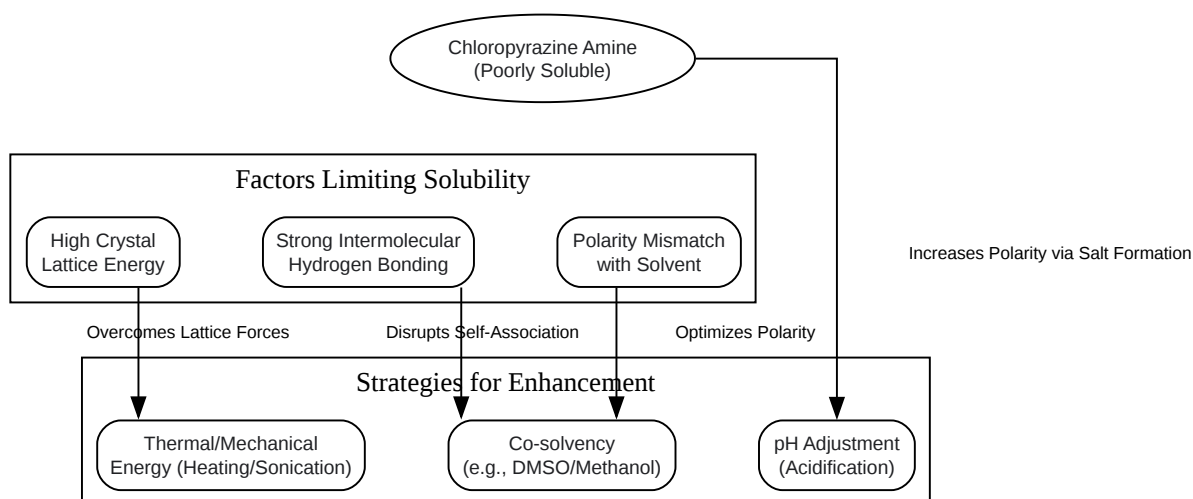 Chloropyrazine Amine
(Poorly Soluble)
Factors Limiting Solubility
High Crystal
Lattice Energy
Strong Intermolecular
Hydrogen Bonding
Polarity Mismatch
with Solvent
Increases Polarity via Salt Formation
Overcomes Lattice Forces
Disrupts Self-Association
Optimizes Polarity
Strategies for Enhancement
Thermal/Mechanical
Energy (Heating/Sonication)
Co-solvency
(e.g., DMSO/Methanol)
pH Adjustment
(Acidification)